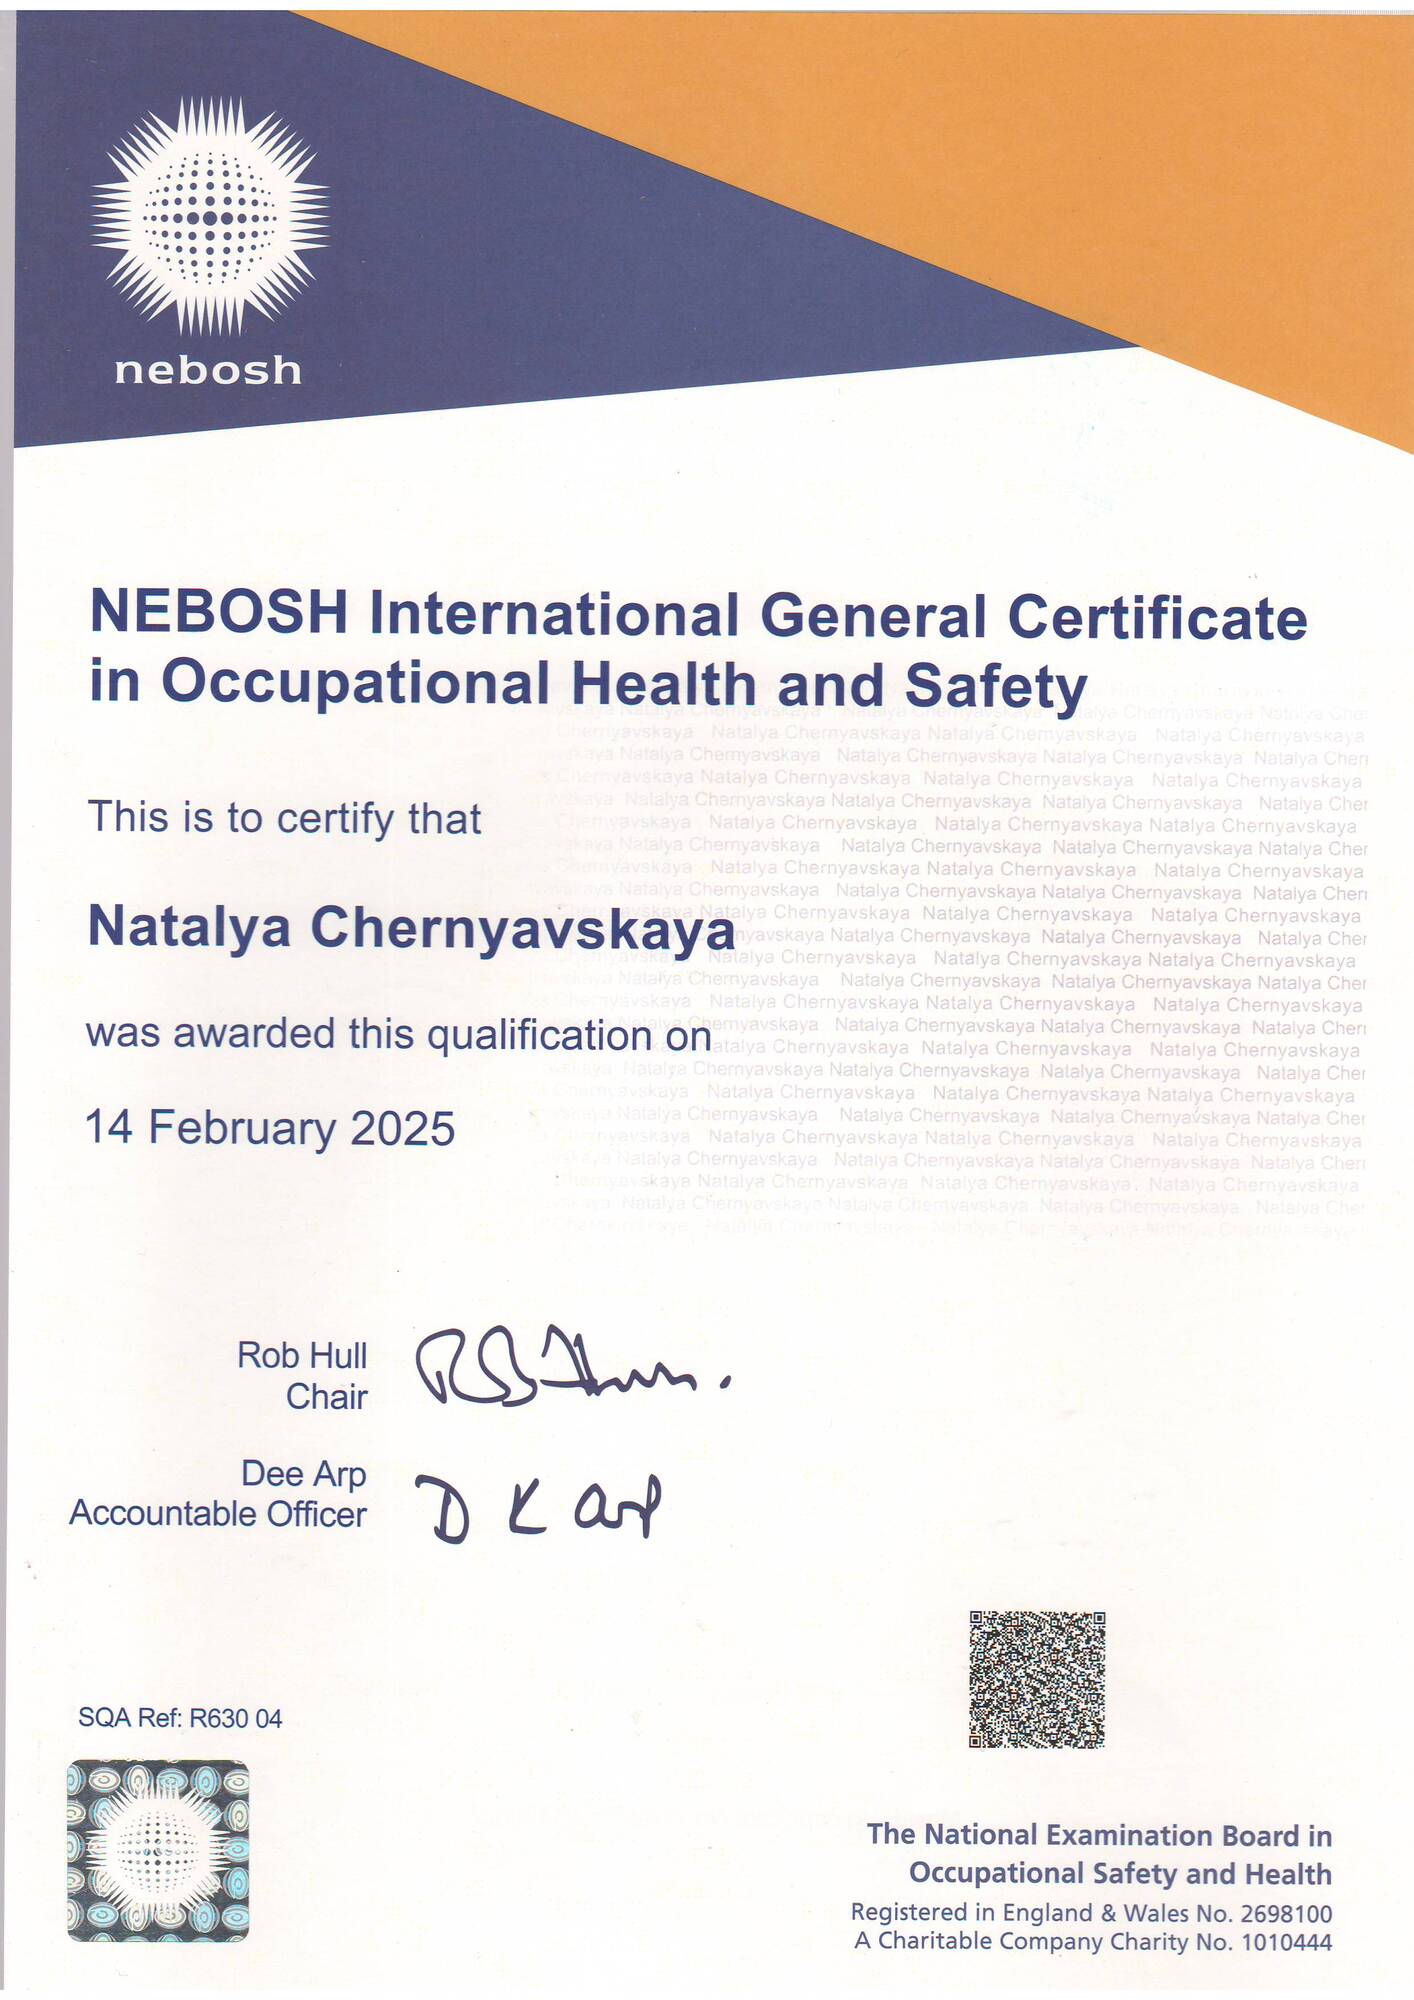 nebosh
NEBOSH International General Certificate
in Occupational Health and Safety
This is to certify that
Natalya Chernyavskaya
was awarded this qualification on
14 February 2025
Rob Hull
Chair
Dee Arp
Accountable Officer
D K Arp
SQA Ref: R630 04
The National Examination Board in
Occupational Safety and Health
Registered in England & Wales No. 2698100
A Charitable Company Charity No. 1010444